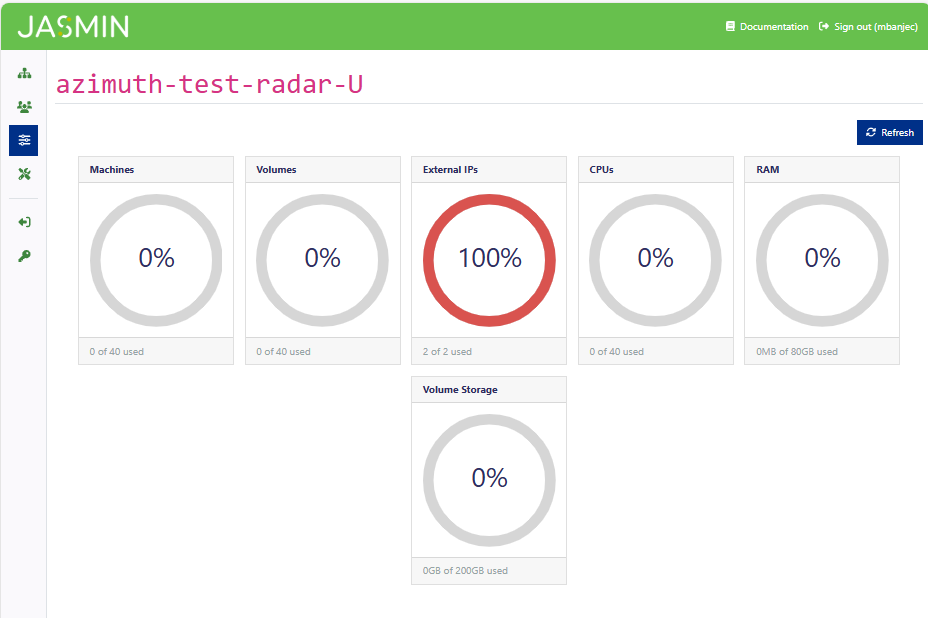 JASMIN
Documentation
Sign out (mbanjec)
azimuth-test-radar-U
Refresh
Machines
0%
0 of 40 used
Volumes
0%
0 of 40 used
External IPs
100%
2 of 2 used
CPUs
0%
0 of 40 used
RAM
0%
0MB of 80GB used
Volume Storage
0%
0GB of 200GB used